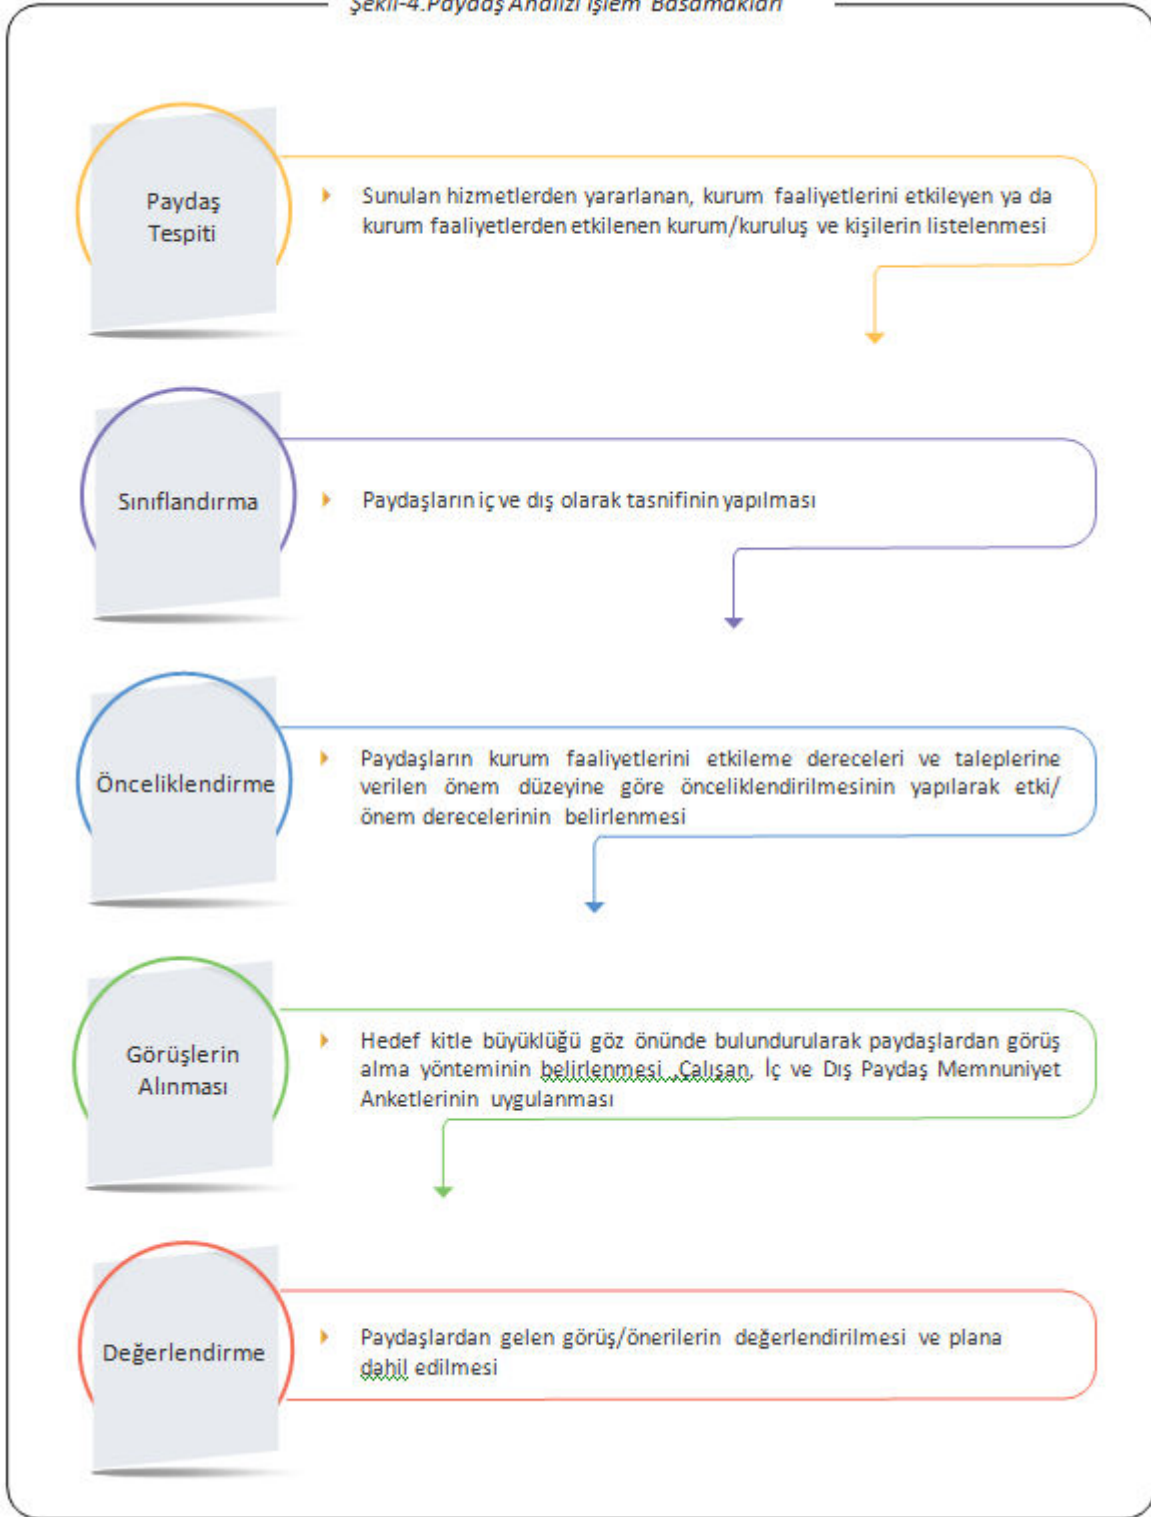 Şekil-4.Paydaş Analizi İşlem Basamakları
Paydaş
Tespiti
Sunulan hizmetlerden yararlanan, kurum faaliyetlerini etkileyen ya da
kurum faaliyetlerden etkilenen kurum/kuruluş ve kişilerin listelenmesi
Sınıflandırma
Paydaşların iç ve dış olarak tasnifinin yapılması
Önceliklendirme
Paydaşların kurum faaliyetlerini etkileme dereceleri ve taleplerine
verilen önem düzeyine göre önceliklendirilmesinin yapılarak etki/
önem derecelerinin belirlenmesi
Görüşlerin
Alınması
Hedef kitle büyüklüğü göz önünde bulundurularak paydaşlardan görüş
alma yönteminin belirlenmesi ,Çalışan, İç ve Dış Paydaş Memnuniyet
Anketlerinin uygulanması
Değerlendirme
Paydaşlardan gelen görüş/önerilerin değerlendirilmesi ve plana
dahil edilmesi